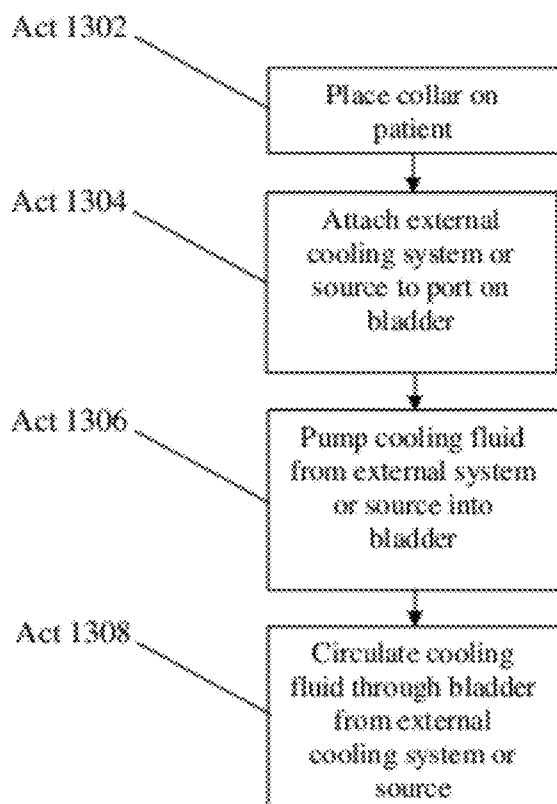 Act 1302
Place collar on
patient
Act 1304
Attach external
cooling system or
source to port on
bladder
Act 1306
Pump cooling fluid
from external system
or source into
bladder
Act 1308
Circulate cooling
fluid through bladder
from external
cooling system or
source